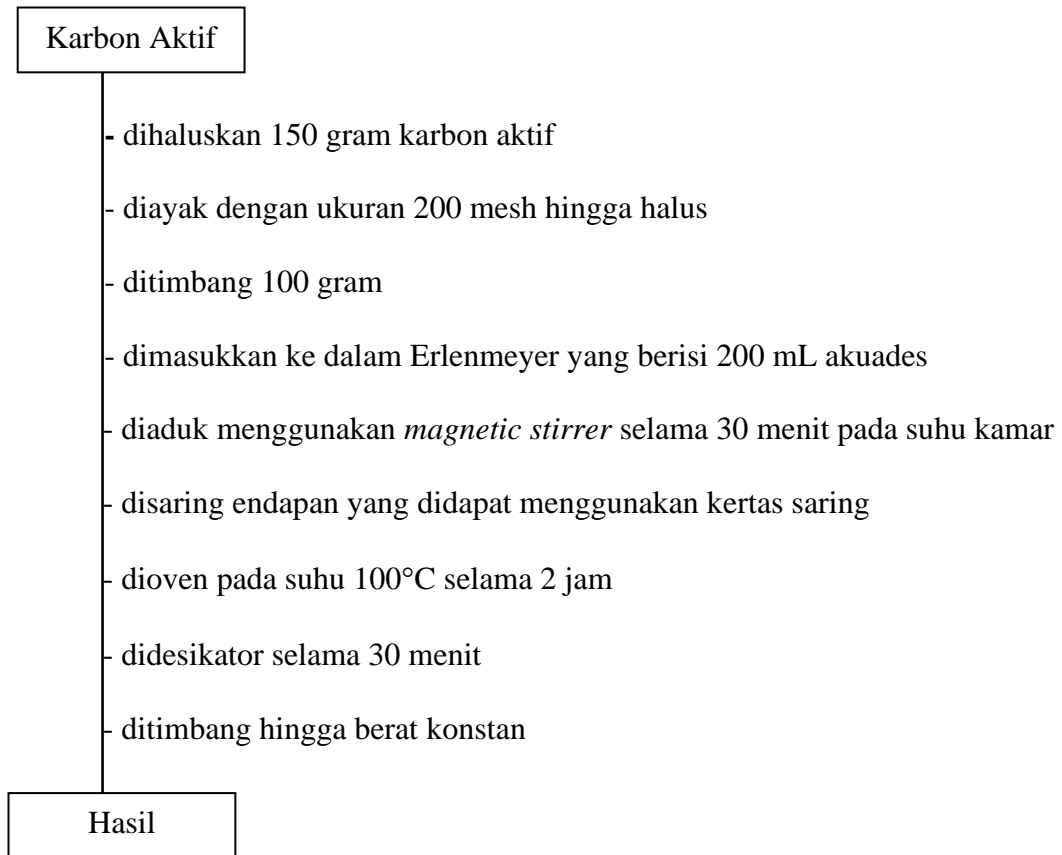 Karbon Aktif
- dihaluskan 150 gram karbon aktif
- diayak dengan ukuran 200 mesh hingga halus
- ditimbang 100 gram
- dimasukkan ke dalam Erlenmeyer yang berisi 200 mL akuades
- diaduk menggunakan magnetic stirrer selama 30 menit pada suhu kamar
- disaring endapan yang didapat menggunakan kertas saring
- dioven pada suhu 100°C selama 2 jam
- didesikator selama 30 menit
- ditimbang hingga berat konstan
Hasil